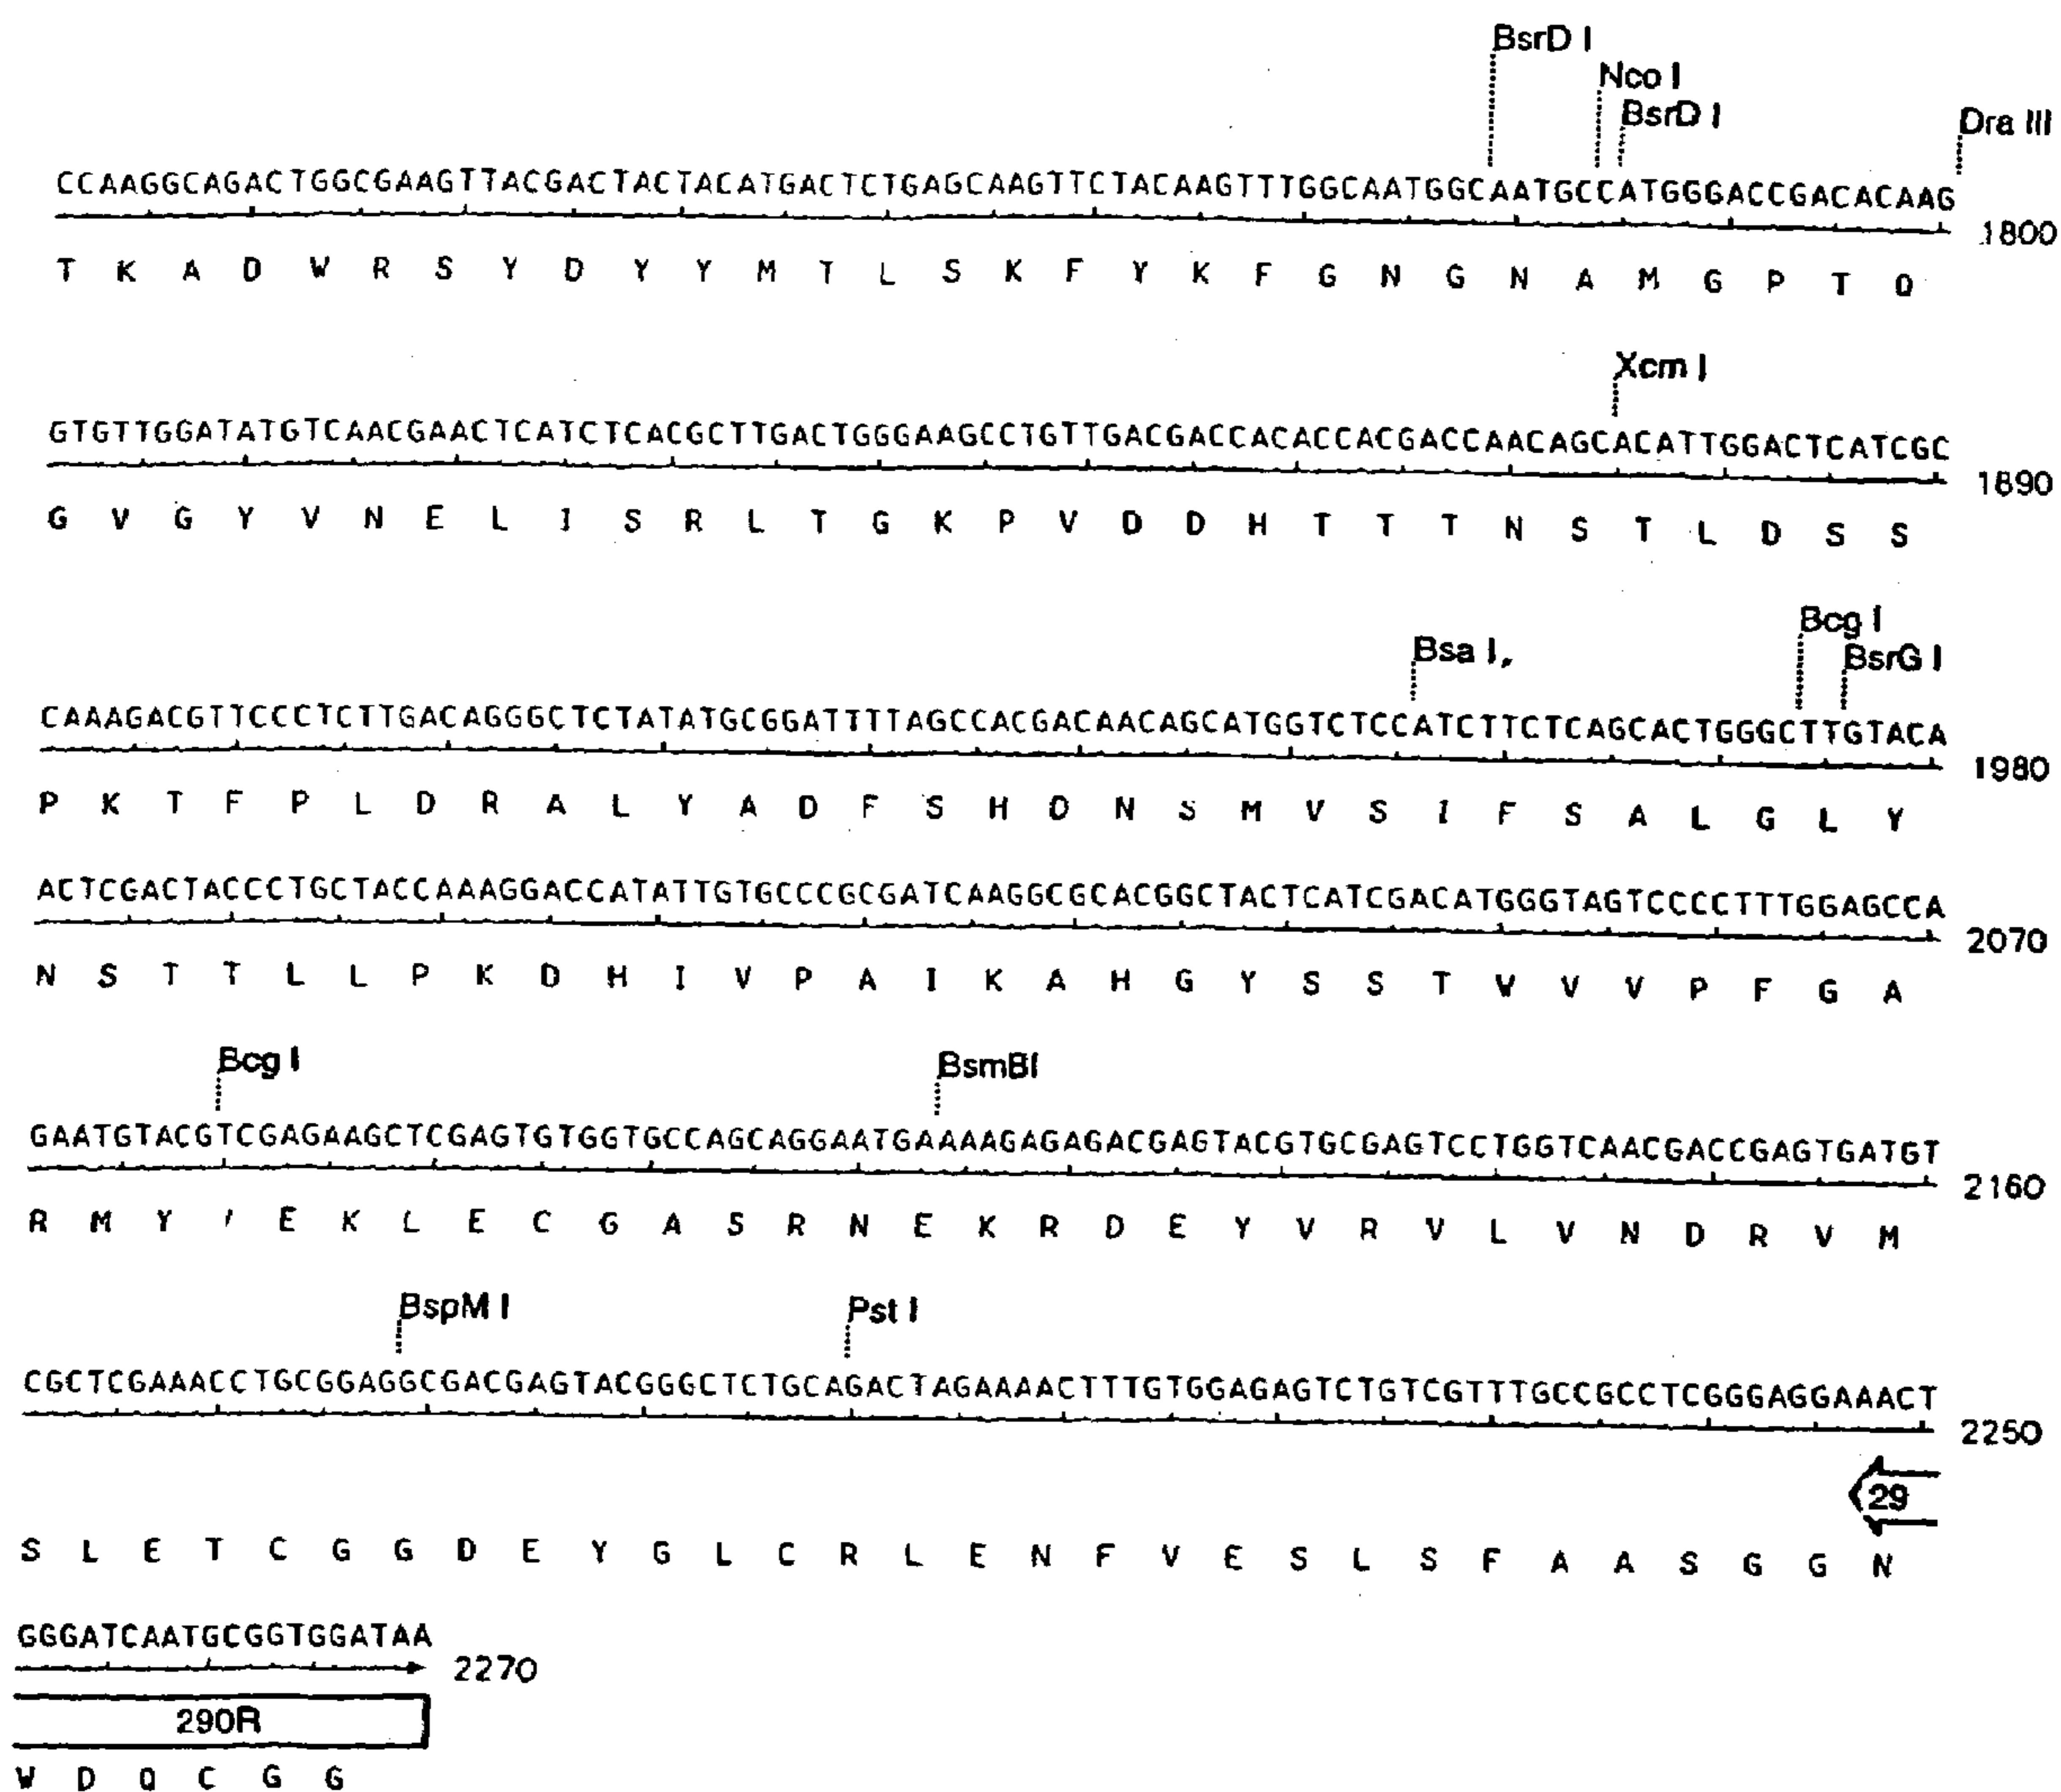 BsrD I
Nco I
BsrD I
Dra III
CCAAGGCAGACTGGCGAAGTTACGACTACTACATGACTCTGAGCAAGTTCTACAAGTTTGGCAATGGCAATGCCATGGGACCGACACAAG
1800
T K A D W R S Y D Y Y M T L S K F Y K F G N G N A M G P T Q
Xcm I
GTGTTGGATATGTCAACGAACTCATCTCACGCTTGACTGGGAAGCCTGTTGACGACCACACCACGACCAACAGCACATTGGACTCATCGC
1890
G V G Y V N E L I S R L T G K P V D D H T T T N S T L D S S
Bsa I,
Bcg I
BsrG I
CAAAGACGTTCCCTCTTGACAGGGCTCTATATGCGGATTTTAGCCACGACAACAGCATGGTCTCCATCTTCTCAGCACTGGGCTTGTACA
1980
P K T F P L D R A L Y A D F S H D N S M V S I F S A L G L Y
ACTCGACTACCCTGCTACCAAAGGACCATATTGTGCCCGCGATCAAGGCGCACGGCTACTCATCGACATGGGTAGTCCCCTTTGGAGCCA
2070
N S T T L L P K D H I V P A I K A H G Y S S T W V V P F G A
Bcg I
BsmBI
GAATGTACGTCGAGAAGCTCGAGTGTGGTGCCAGCAGGAATGAAAAGAGAGACGAGTACGTGCGAGTCCTGGTCAACGACCGAGTGATGT
2160
R M Y E K L E C G A S R N E K R D E Y V R V L V N D R V M
BspM I
Pst I
CGCTCGAAACCTGCGGAGGCGACGAGTACGGGCTCTGCAGACTAGAAAACTTTGTGGAGAGTCTGTCGTTTGCCGCCTCGGGAGGAAACT
2250
29
S L E T C G G D E Y G L C R L E N F V E S L S F A A S G G N
GGGATCAATGCGGTGGATAA
2270
290R
W D Q C G G